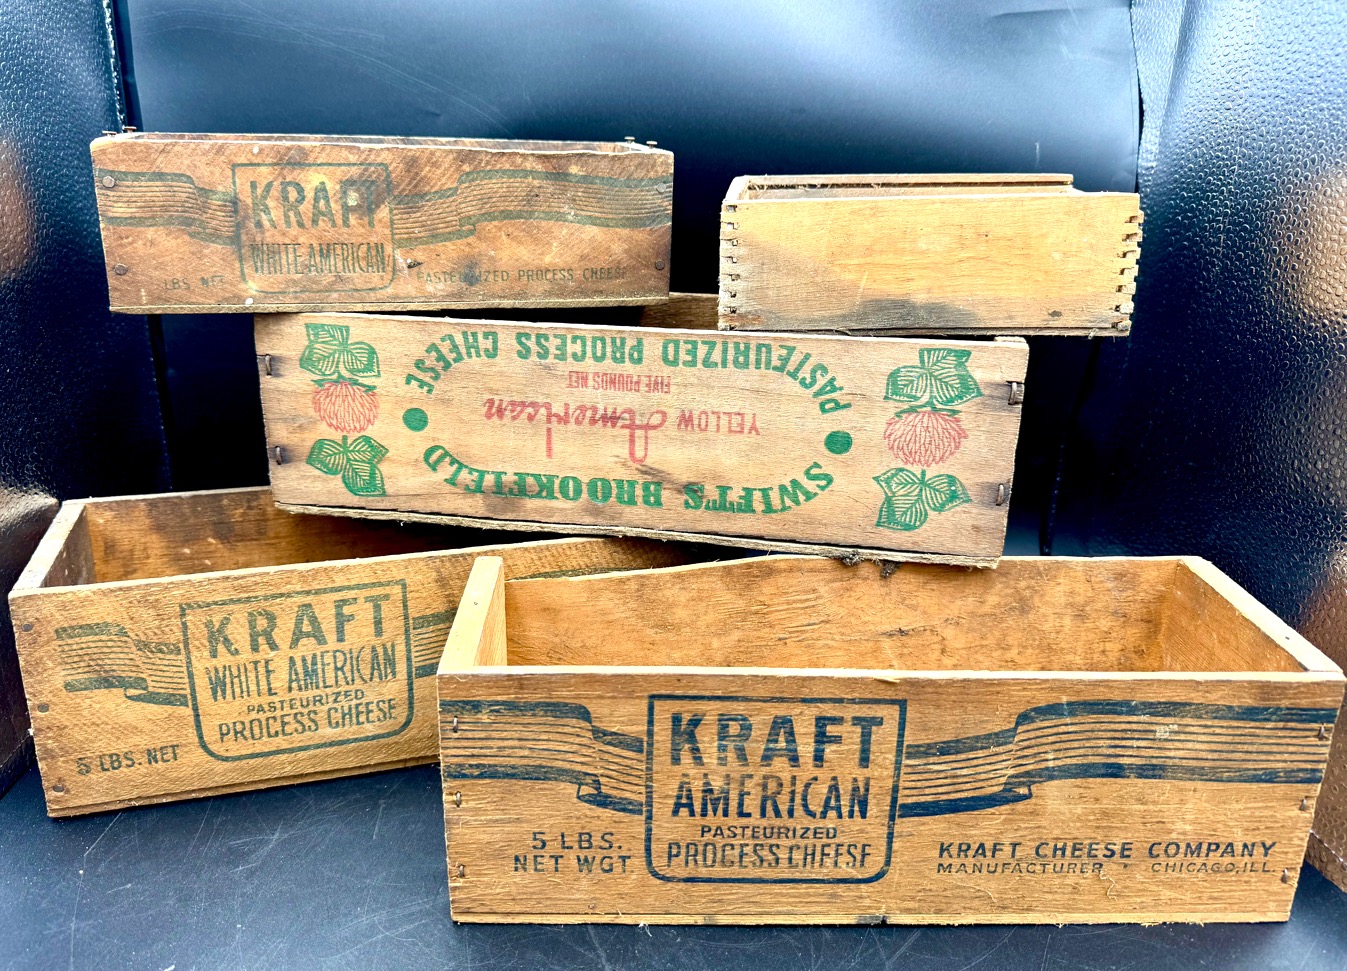 KRAFT
WHITE AMERICAN
LBS. NET
PASTEURIZED PROCESS CHEESE
SWIFT'S BROOKFIELD
YELLOW American
FIVE POUNDS NET
PASTEURIZED PROCESS CHEESE
KRAFT
WHITE AMERICAN
PASTEURIZED
PROCESS CHEESE
5 LBS. NET
KRAFT
AMERICAN
PASTEURIZED
PROCESS CHEESE
5 LBS.
NET WGT.
KRAFT CHEESE COMPANY
MANUFACTURER • CHICAGO, ILL.